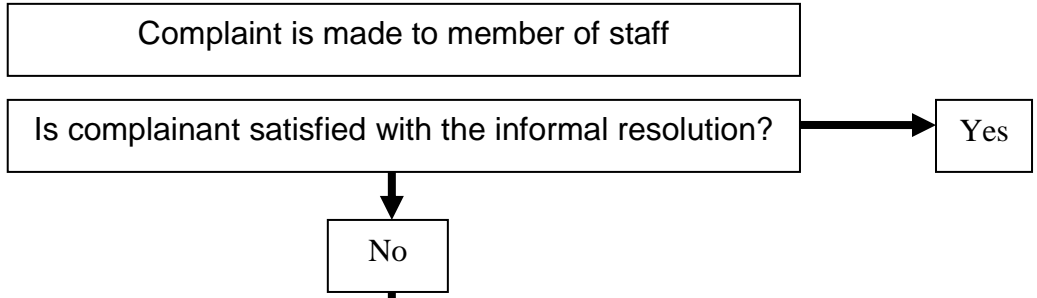 Complaint is made to member of staff
Is complainant satisfied with the informal resolution?
Yes
No